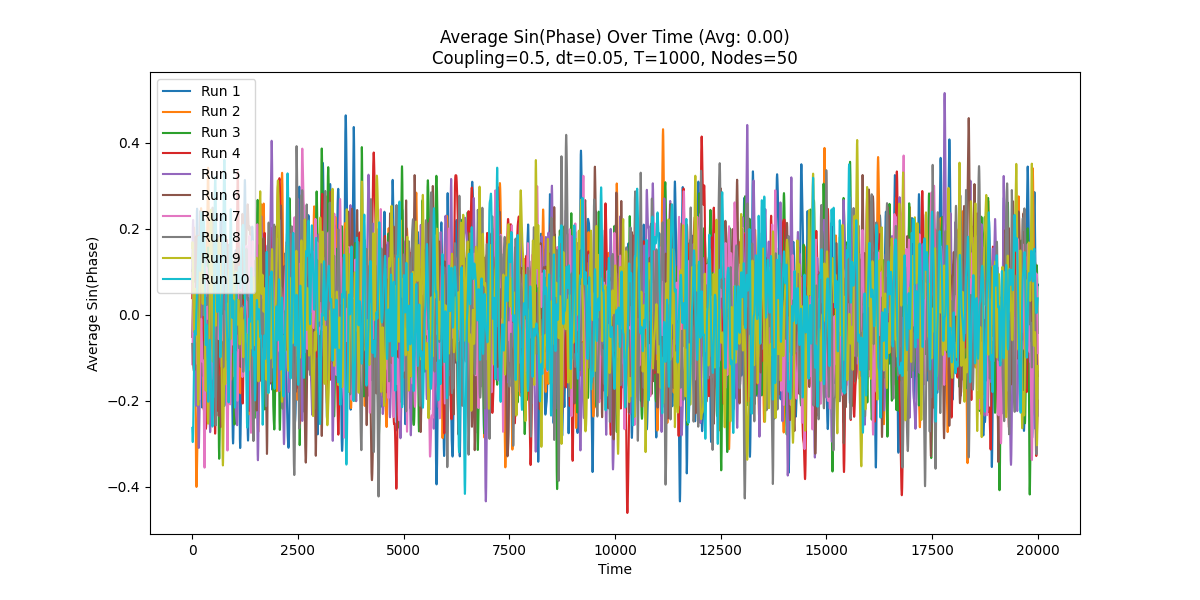 Average Sin(Phase) Over Time (Avg: 0.00)
Coupling=0.5, dt=0.05, T=1000, Nodes=50
Average Sin(Phase)
0.4
0.2
0.0
−0.2
−0.4
Run 1
Run 2
Run 3
Run 4
Run 5
Run 6
Run 7
Run 8
Run 9
Run 10
0 2500 5000 7500 10000 12500 15000 17500 20000
Time